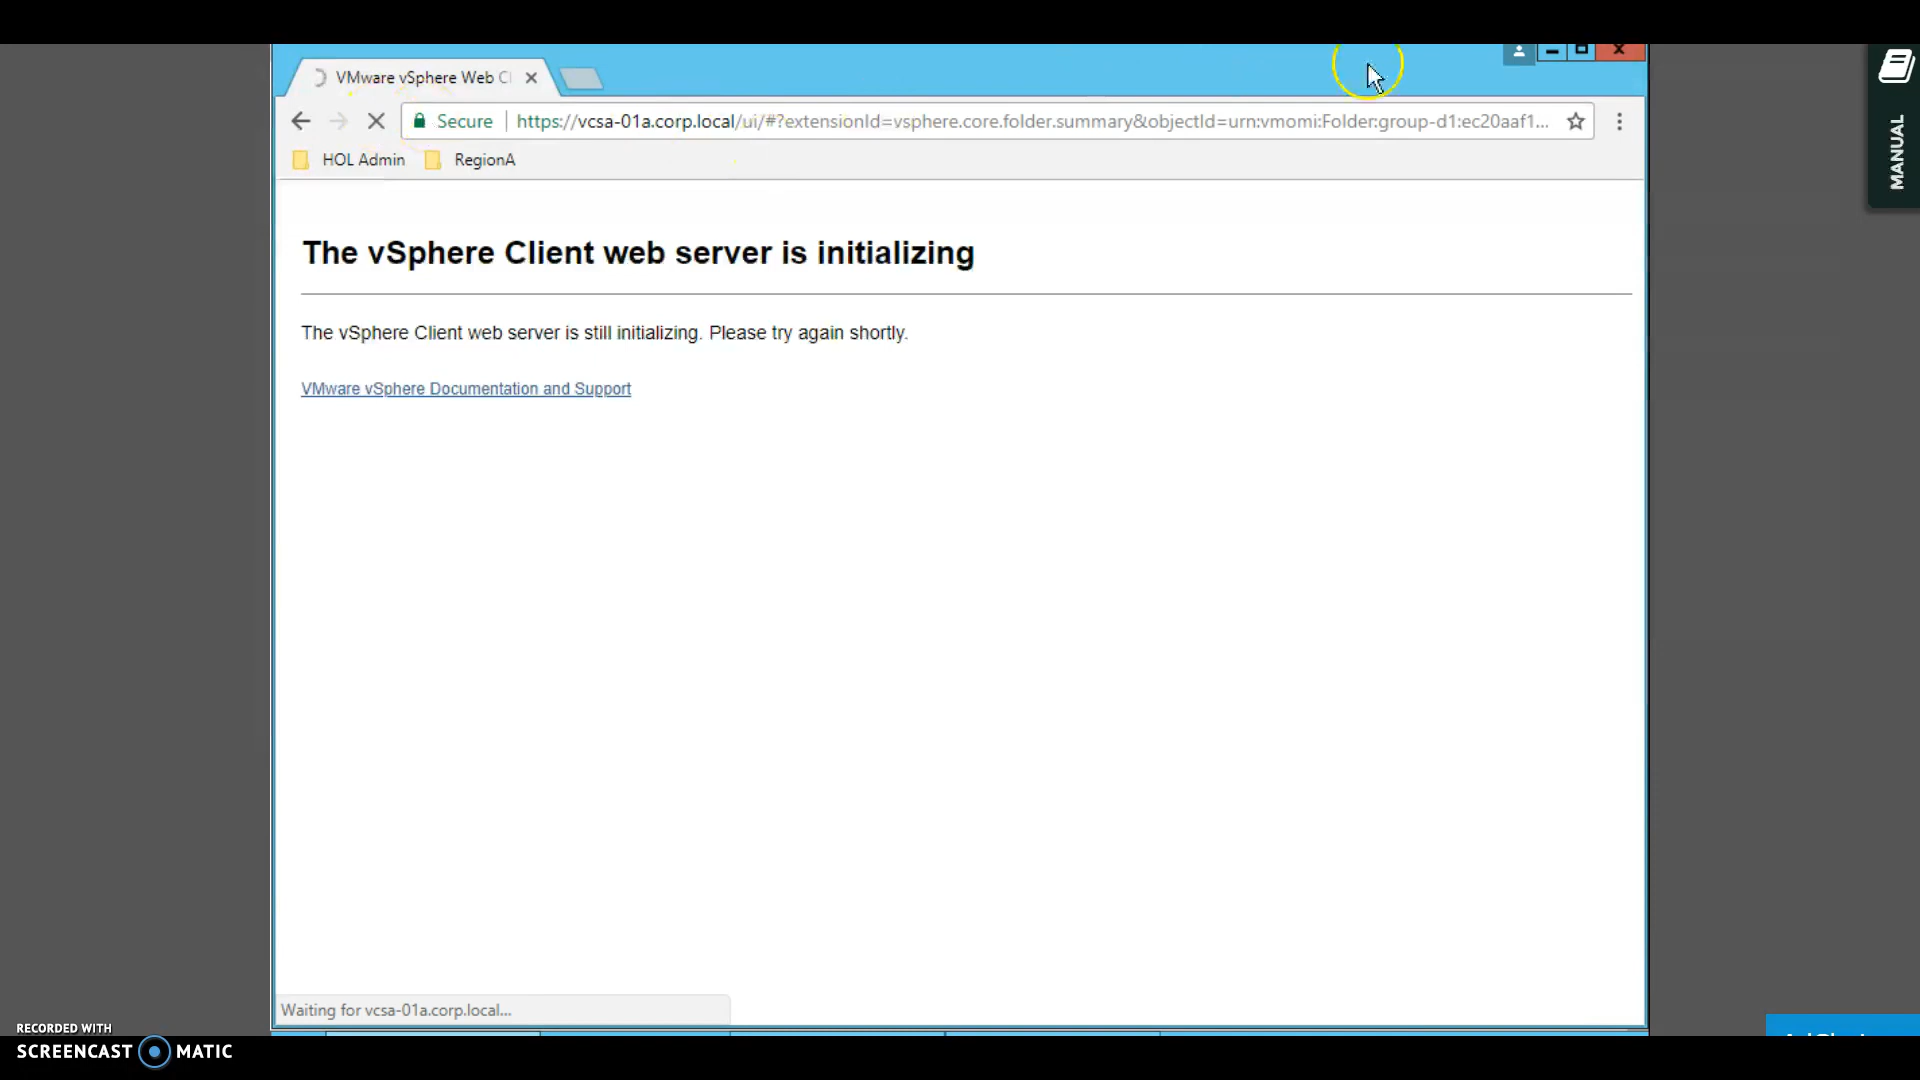 VMware vSphere Web Cl
Secure
https://vcsa-01a.corp.local/ui/#?extensionId=vsphere.core.folder.summary&objectId=urn:vmomi:Folder:group-d1:ec20aaf1...
HOL Admin
RegionA
MANUAL
The vSphere Client web server is initializing
The vSphere Client web server is still initializing. Please try again shortly.
VMware vSphere Documentation and Support
Waiting for vcsa-01a.corp.local...
RECORDED WITH
SCREENCAST MATIC